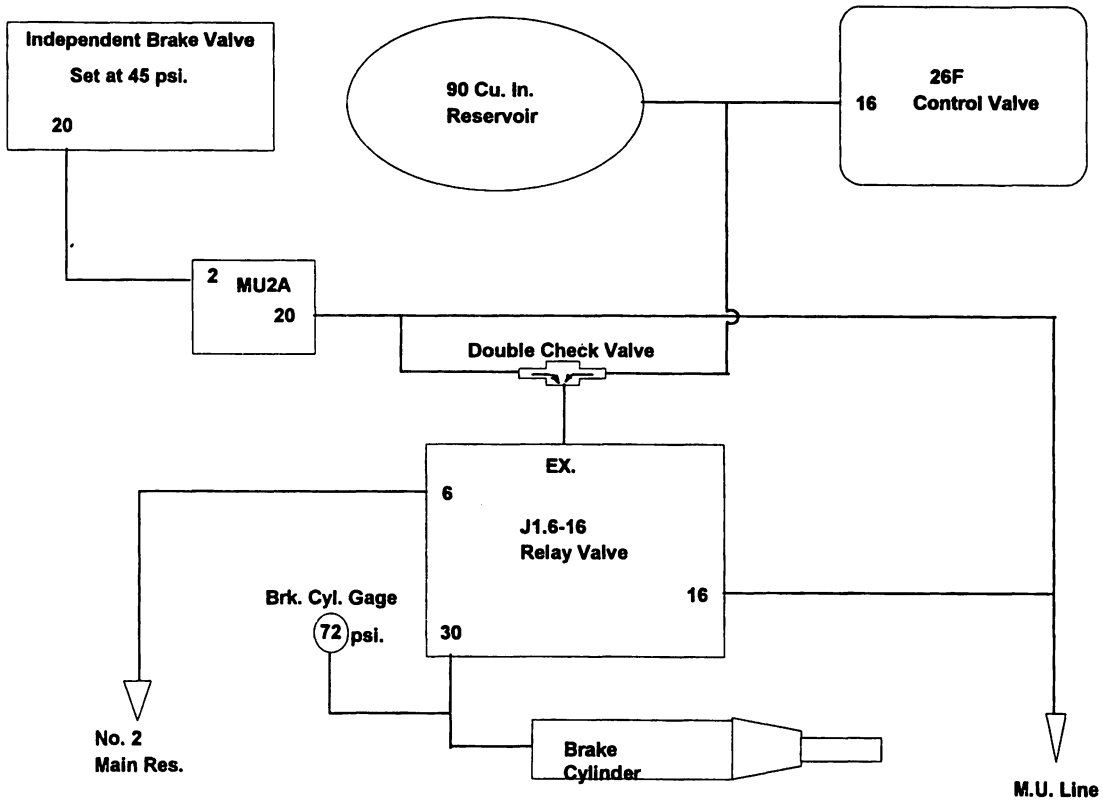 Independent Brake Valve
Set at 45 psi.
20
90 Cu. In.
Reservoir
26F
16 Control Valve
2
MU2A
20
Double Check Valve
EX.
6
J1.6-16
Relay Valve
16
Brk. Cyl. Gage
72 psi.
30
No. 2
Main Res.
Brake
Cylinder
M.U. Line